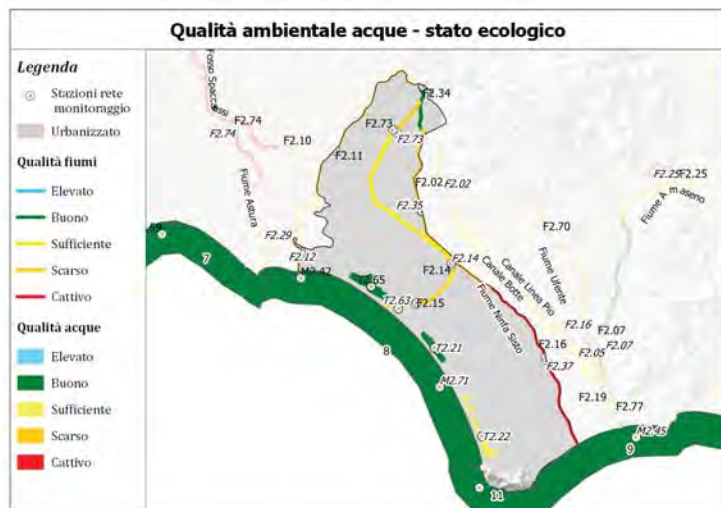 Qualità ambientale acque - stato ecologico
Legenda
Stazioni rete
monitoraggio
Urbanizzato
Qualità fiumi
Elevato
Buono
Sufficiente
Scarso
Cattivo
Qualità acque
Elevato
Buono
Sufficiente
Scarso
Cattivo
F2.34
F2.74
F2.74
F2.10
F2.73
F2.73
F2.11
F2.02
F2.02
F2.25
F2.25
Fiume Astura
F2.35
F2.70
7
F2.29
F2.12
F2.14
F2.14
Canale Linea Pio
Canale Botte
Fiume Ufente
Fiume Ninfa Sisto
M2.42
T2.63
F2.15
8
T2.21
M2.71
F2.16
F2.16
F2.07
F2.07
F2.05
F2.37
F2.19
F2.77
T2.22
M2.45
9
11